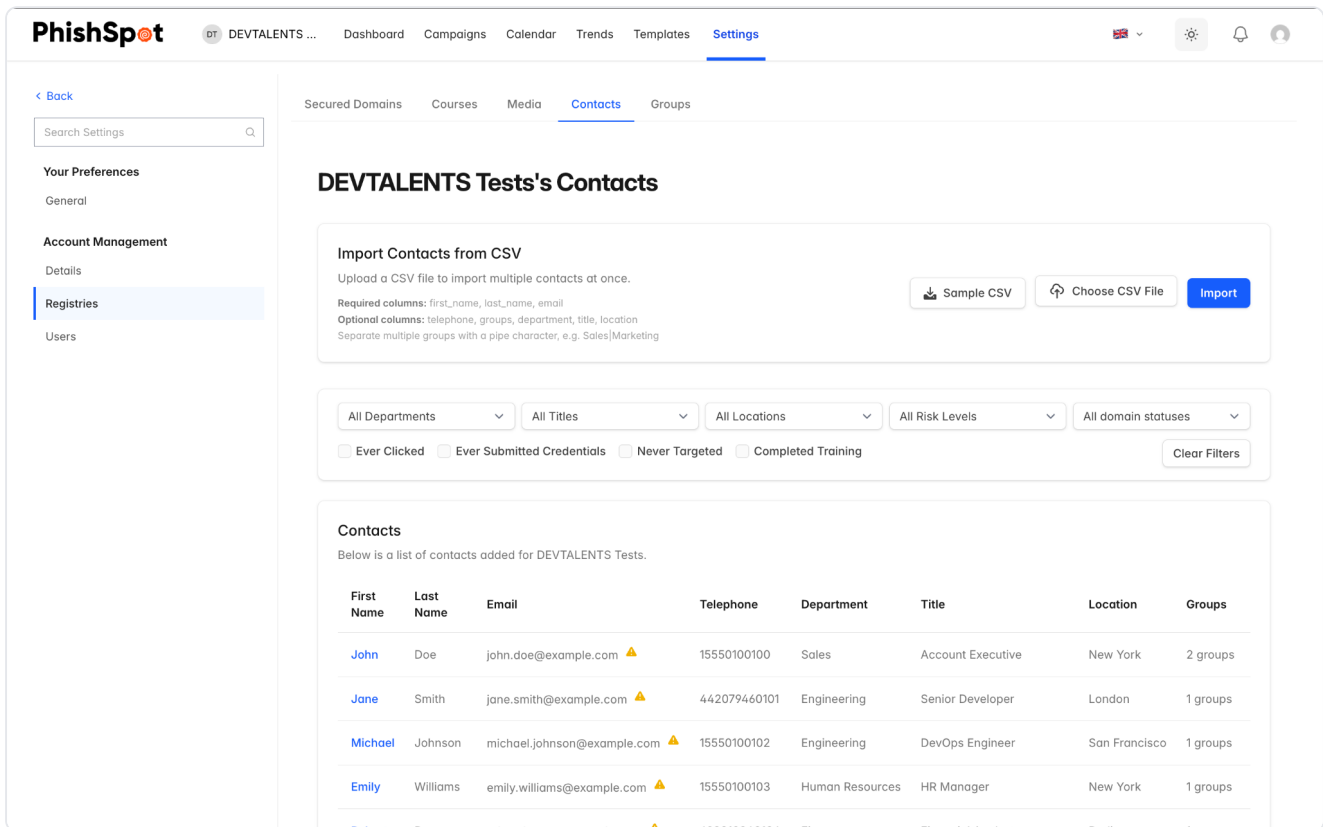 PhishSpot
DT DEVTALENTS ... Dashboard Campaigns Calendar Trends Templates Settings
Back
Search Settings
Your Preferences
General
Account Management
Details
Registries
Users
Secured Domains Courses Media Contacts Groups
DEVTALENTS Tests's Contacts
Import Contacts from CSV
Upload a CSV file to import multiple contacts at once.
Required columns: first_name, last_name, email
Optional columns: telephone, groups, department, title, location
Separate multiple groups with a pipe character, e.g. Sales|Marketing
Sample CSV Choose CSV File Import
All Departments All Titles All Locations All Risk Levels All domain statuses
Ever Clicked Ever Submitted Credentials Never Targeted Completed Training
Clear Filters
Contacts
Below is a list of contacts added for DEVTALENTS Tests.
First Name Last Name Email Telephone Department Title Location Groups
John Doe john.doe@example.com 15550100100 Sales Account Executive New York 2 groups
Jane Smith jane.smith@example.com 442079460101 Engineering Senior Developer London 1 groups
Michael Johnson michael.johnson@example.com 15550100102 Engineering DevOps Engineer San Francisco 1 groups
Emily Williams emily.williams@example.com 15550100103 Human Resources HR Manager New York 1 groups